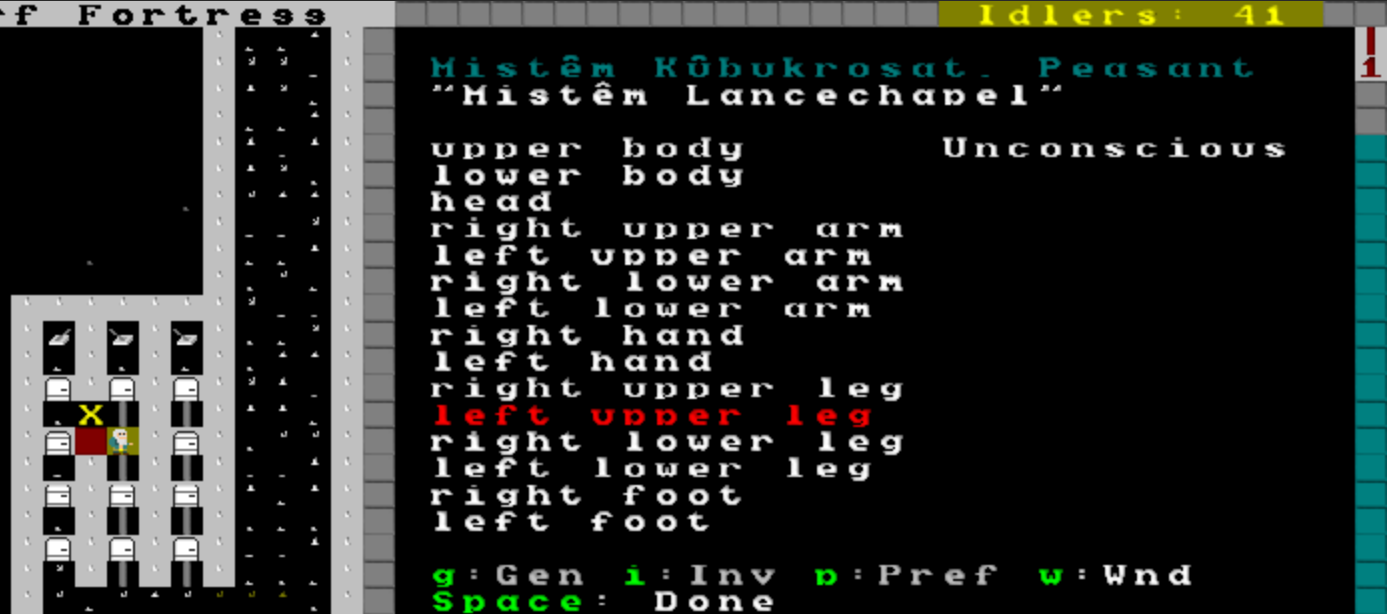 f Fortress
Idlers: 41
Mistêm Kûbukrosat. Peasant
"Mistêm Lancechapel"
upper body Unconscious
lower body
head
right upper arm
left upper arm
right lower arm
left lower arm
right hand
left hand
right upper leg
left upper leg
right lower leg
left lower leg
right foot
left foot
g:Gen i:Inv p:Pref w:Wnd
Space: Done
X